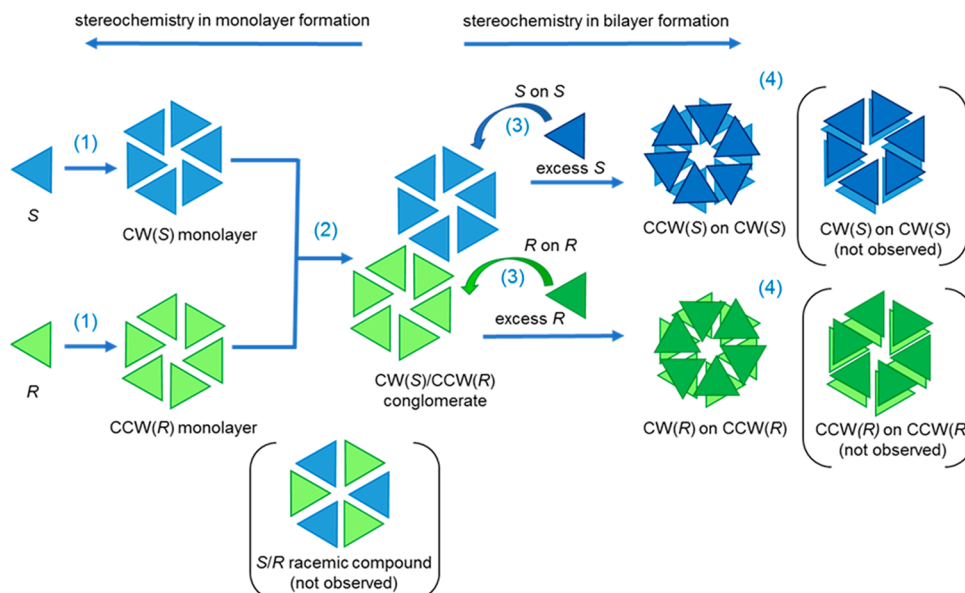 stereochemistry in monolayer formation
stereochemistry in bilayer formation
(1)
S
CW(S) monolayer
(1)
R
CCW(R) monolayer
(2)
S on S
(3)
excess S
R on R
(3)
excess R
CW(S)/CCW(R)
conglomerate
(4)
CCW(S) on CW(S)
CW(S) on CW(S)
(not observed)
(4)
CW(R) on CCW(R)
CCW(R) on CCW(R)
(not observed)
S/R racemic compound
(not observed)